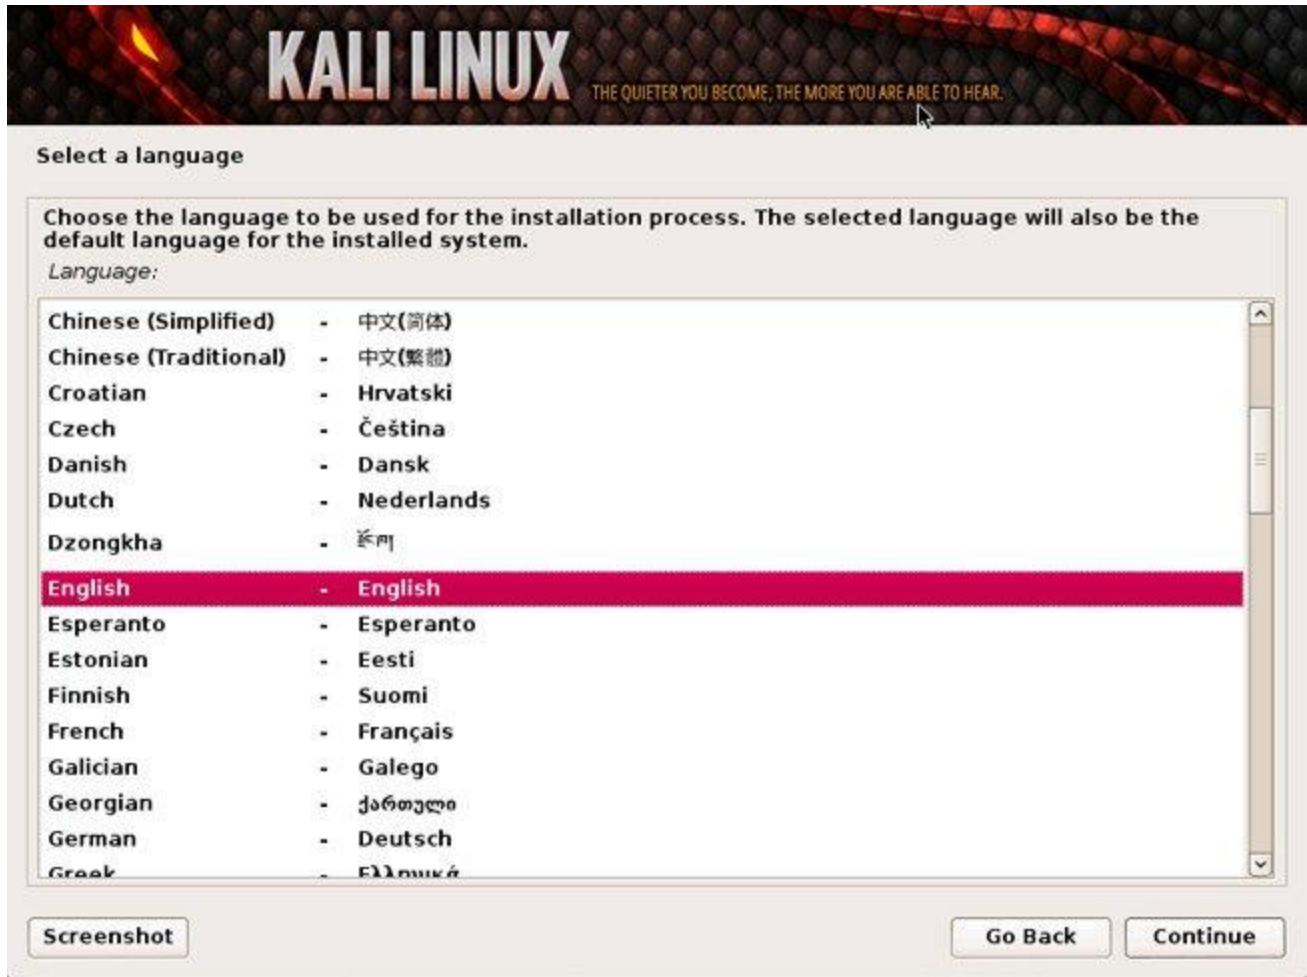 KALI LINUX THE QUIETER YOU BECOME, THE MORE YOU ARE ABLE TO HEAR.
Select a language
Choose the language to be used for the installation process. The selected language will also be the
default language for the installed system.
Language:
Chinese (Simplified) - 中文(简体)
Chinese (Traditional) - 中文(繁體)
Croatian - Hrvatski
Czech - Čeština
Danish - Dansk
Dutch - Nederlands
Dzongkha -
English - English
Esperanto - Esperanto
Estonian - Eesti
Finnish - Suomi
French - Français
Galician - Galego
Georgian - ქართული
German - Deutsch
Greek - Ελληνικά
Screenshot Go Back Continue